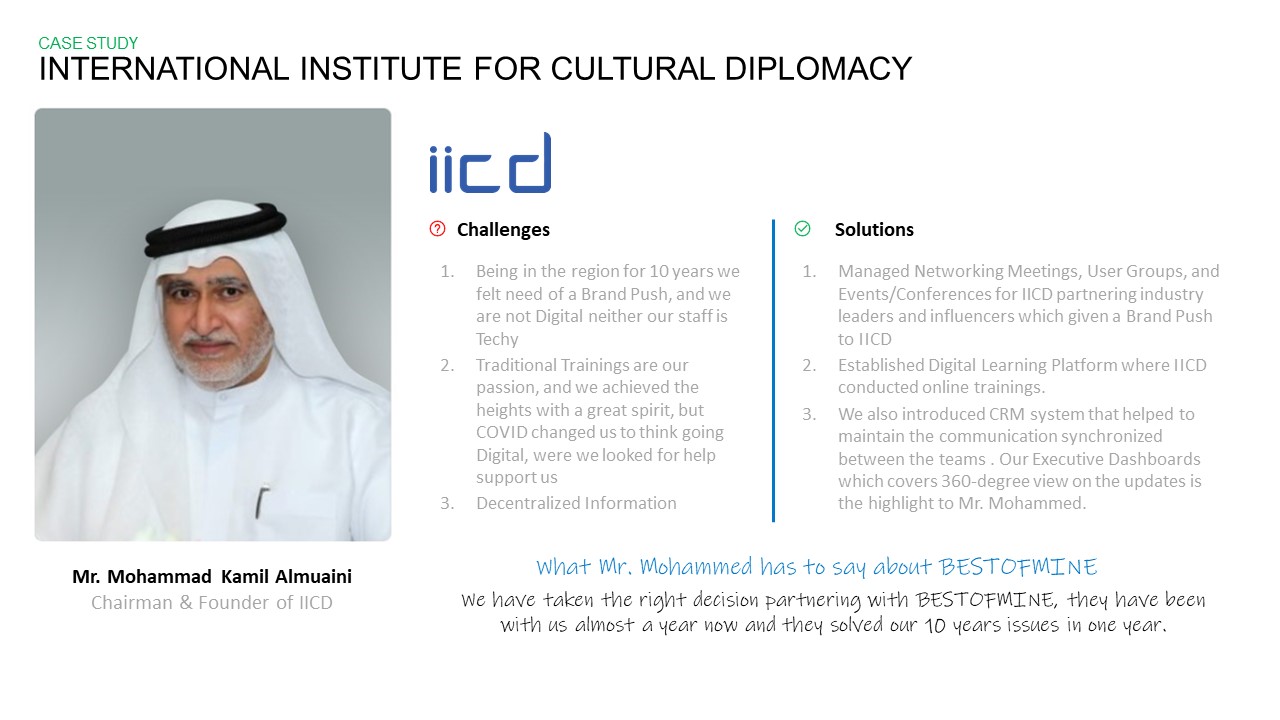 CASE STUDY
INTERNATIONAL INSTITUTE FOR CULTURAL DIPLOMACY
iicd
Challenges
1. Being in the region for 10 years we
felt need of a Brand Push, and we
are not Digital neither our staff is
Techy
2. Traditional Trainings are our
passion, and we achieved the
heights with a great spirit, but
COVID changed us to think going
Digital, were we looked for help
support us
3. Decentralized Information
Solutions
1. Managed Networking Meetings, User Groups, and
Events/Conferences for IICD partnering industry
leaders and influencers which given a Brand Push
to IICD
2. Established Digital Learning Platform where IICD
conducted online trainings.
3. We also introduced CRM system that helped to
maintain the communication synchronized
between the teams . Our Executive Dashboards
which covers 360-degree view on the updates is
the highlight to Mr. Mohammed.
Mr. Mohammad Kamil Almuaini
Chairman & Founder of IICD
What Mr. Mohammed has to say about BESTOFMINE
We have taken the right decision partnering with BESTOFMINE, they have been
with us almost a year now and they solved our 10 years issues in one year.